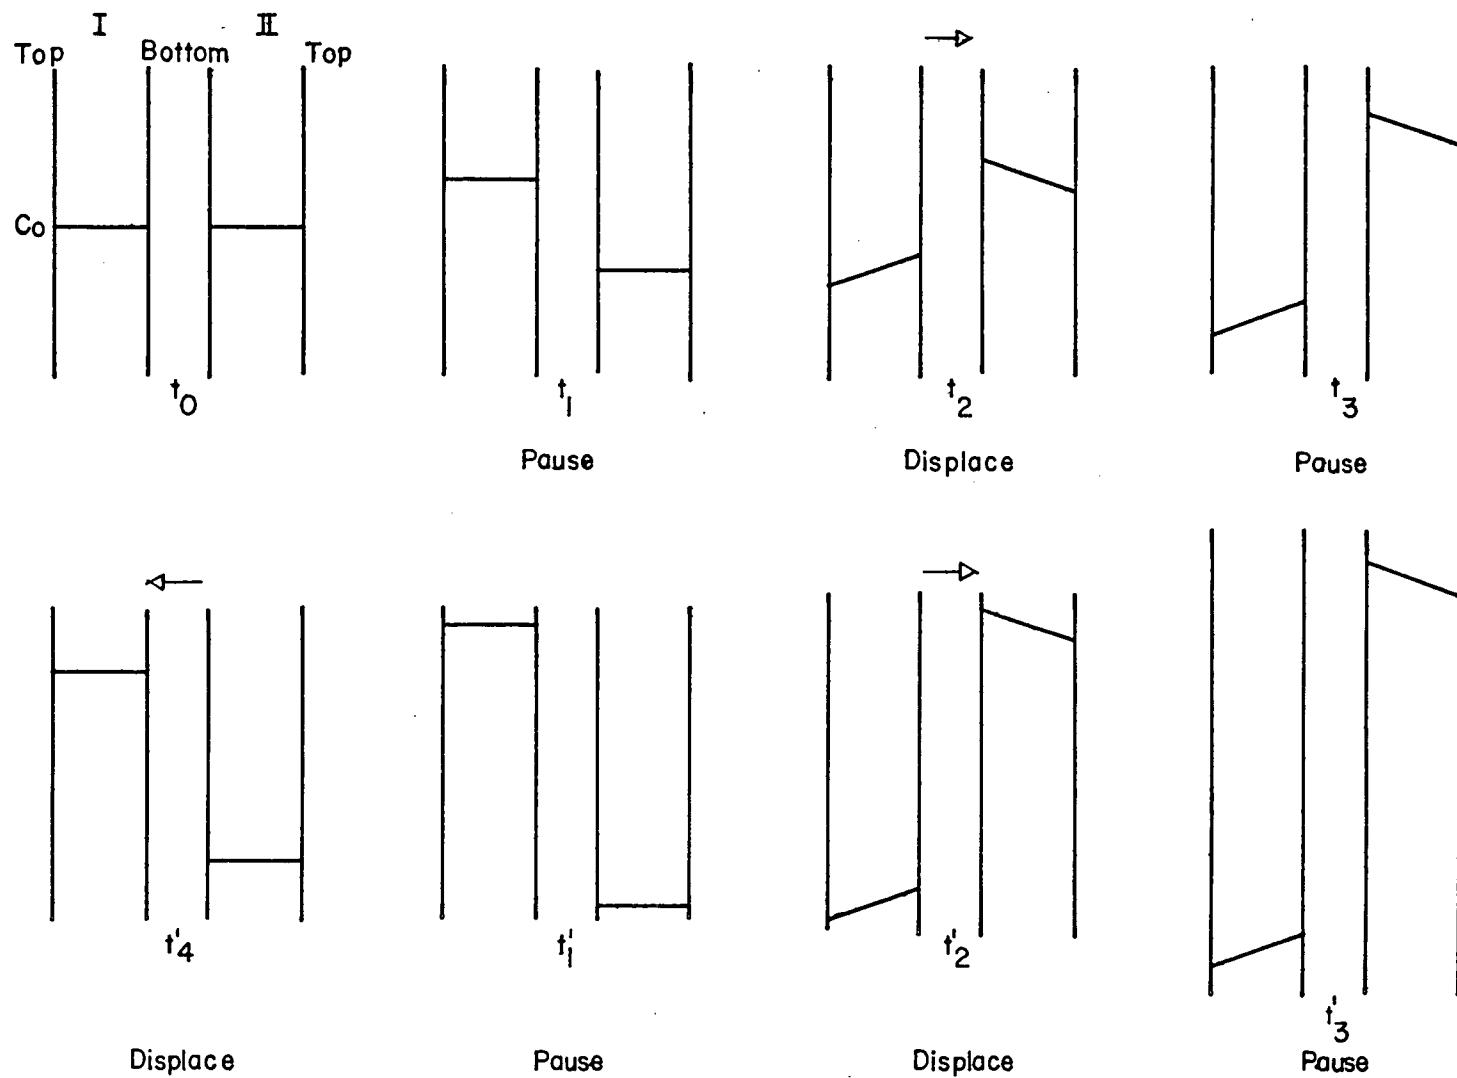 I II
Top Bottom Top
Co
t0 t1 t2 t3
Pause Displace Pause
t'4 t'1 t'2 t'3
Displace Pause Displace Pause